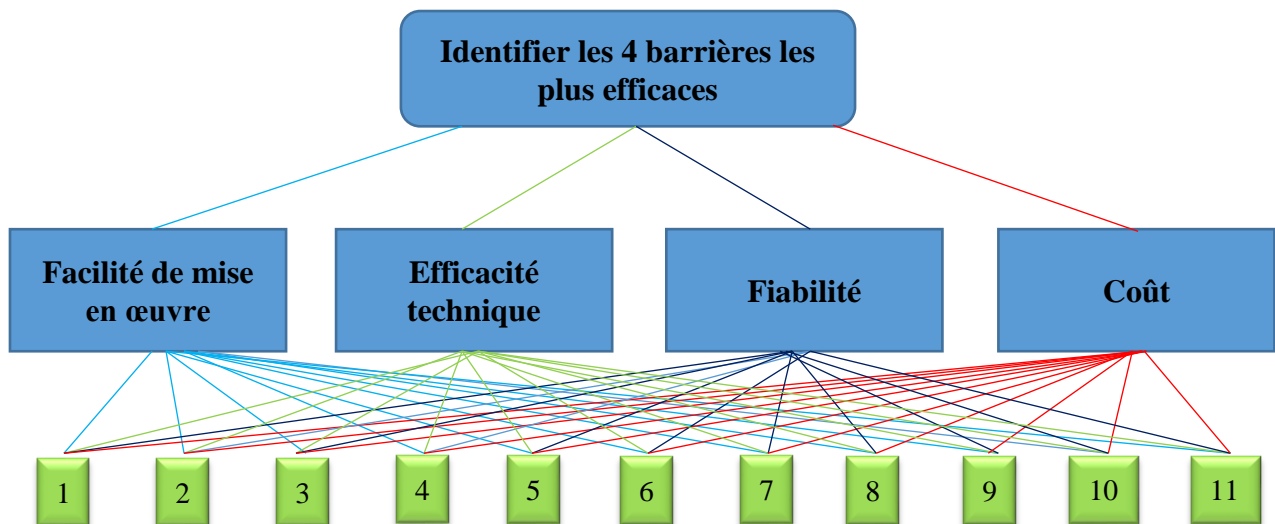 Identifier les 4 barrières les
plus efficaces
Facilité de mise
en œuvre
Efficacité
technique
Fiabilité
Coût
1
2
3
4
5
6
7
8
9
10
11